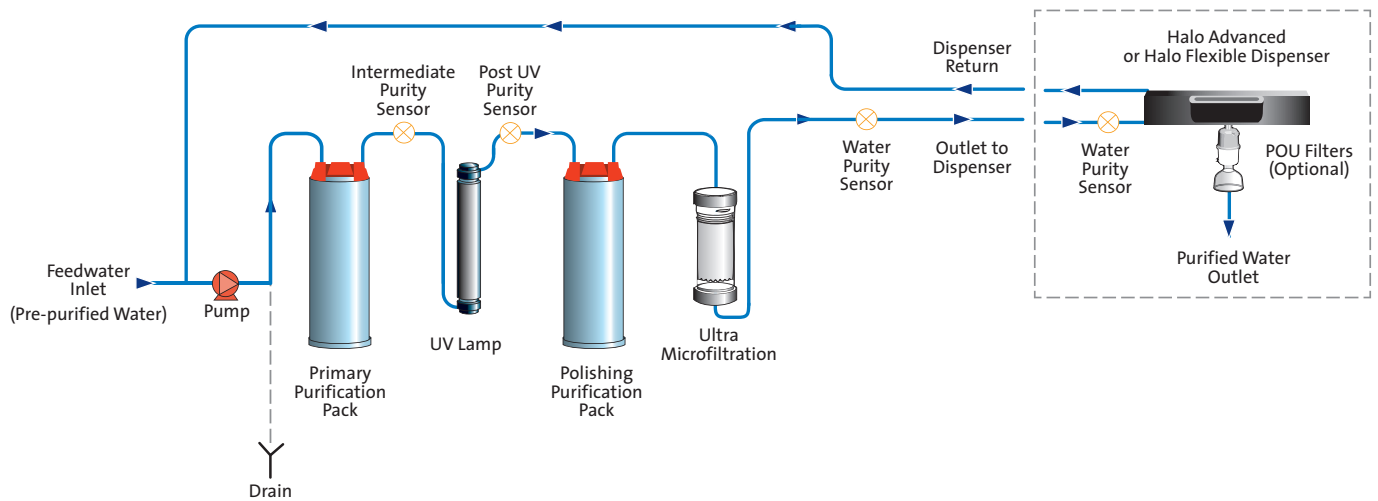 Halo Advanced
or Halo Flexible Dispenser
Dispenser
Return
Intermediate
Purity
Sensor
Post UV
Purity
Sensor
Water
Purity
Sensor
Outlet to
Dispenser
Water
Purity
Sensor
POU Filters
(Optional)
Purified Water
Outlet
Feedwater
Inlet
(Pre-purified Water)
Pump
UV Lamp
Ultra
Microfiltration
Primary
Purification
Pack
Polishing
Purification
Pack
Drain